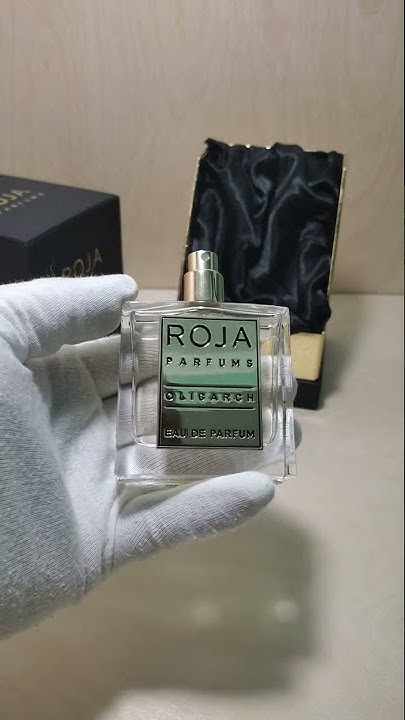 ROJA
PARFUMS
OLIGARCH
EAU DE PARFUM
ROJA